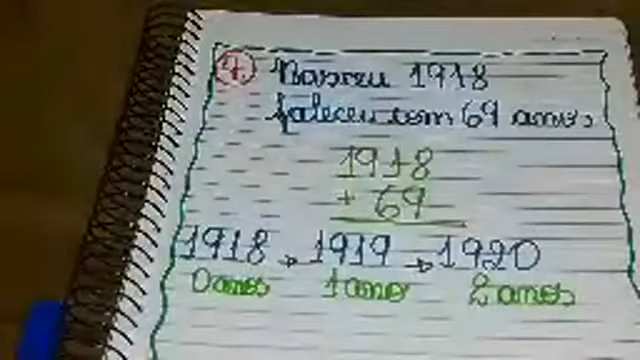 7. Nasceu 1918
faleceu com 69 anos
1918
+ 69
1918 → 1919 → 1920
0 anos 1 ano 2 anos